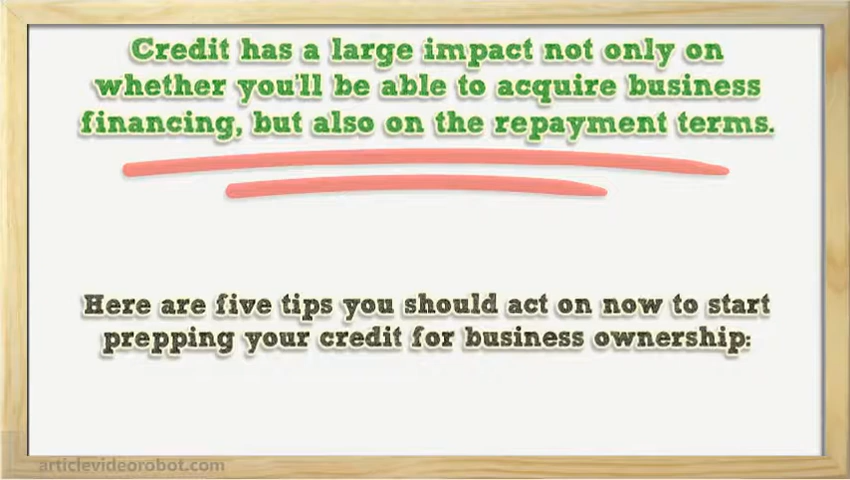 Credit has a large impact not only on
whether you'll be able to acquire business
financing, but also on the repayment terms.
Here are five tips you should act on now to start
prepping your credit for business ownership:
articlevideorobot.com